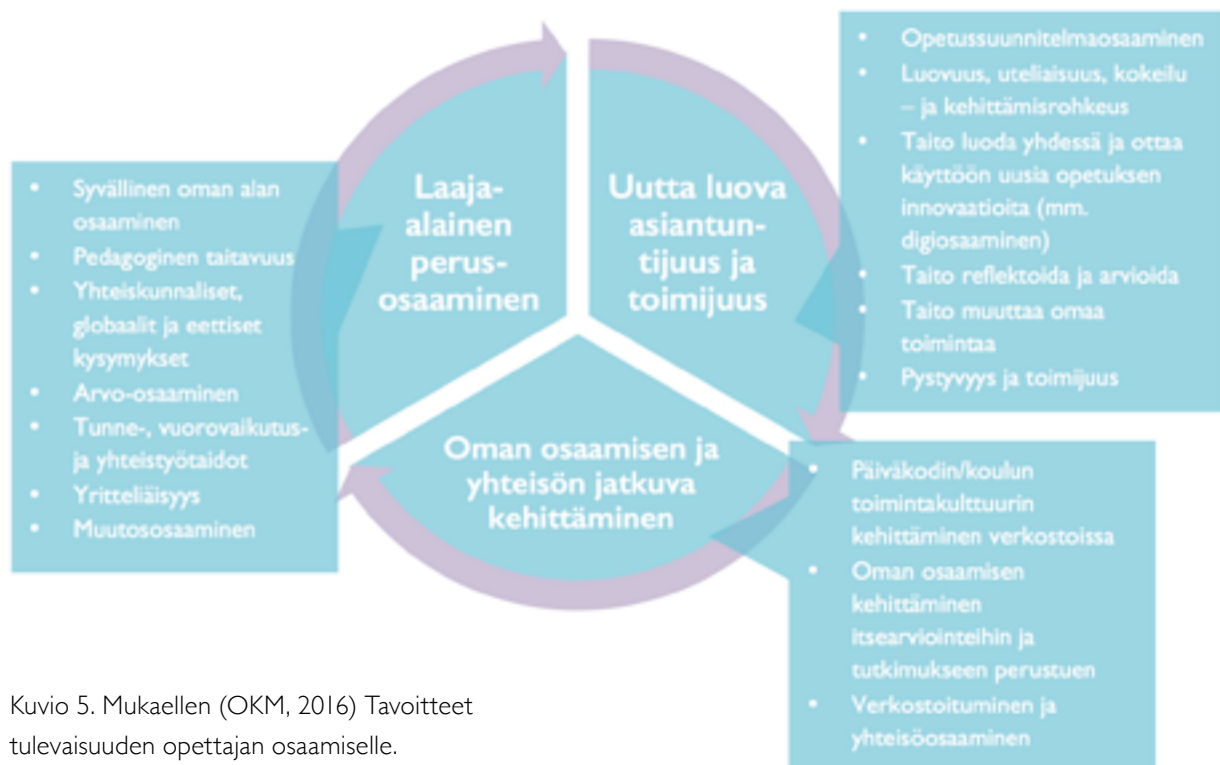 Laaja-
alainen
perus-
osaaminen
Uutta luova
asiantun-
tijuus ja
toimijuus
Oman osaamisen ja
yhteisön jatkuva
kehittäminen
• Syvällinen oman alan
osaaminen
• Pedagoginen taitavuus
• Yhteiskunnaliset,
globaalit ja eettiset
kysymykset
• Arvo-osaaminen
• Tunne-, vuorovaikutus-
ja yhteistyötaidot
• Yritteliäisyys
• Muutososaaminen
• Opetussuunnitelmaosaaminen
• Luovuus, uteliaisuus, kokeilu
– ja kehittämisrohkeus
• Taito luoda yhdessä ja ottaa
käyttöön uusia opetuksen
innovaatioita (mm.
digiosaaminen)
• Taito reflektoida ja arvioida
• Taito muuttaa omaa
toimintaa
• Pystyvyys ja toimijuus
• Päiväkodin/koulun
toimintakulttuurin
kehittäminen verkostoissa
• Oman osaamisen
kehittäminen
itsearviointeihin ja
tutkimukseen perustuen
• Verkostoituminen ja
yhteisöosaaminen
Kuvio 5. Mukaellen (OKM, 2016) Tavoitteet
tulevaisuuden opettajan osaamiselle.